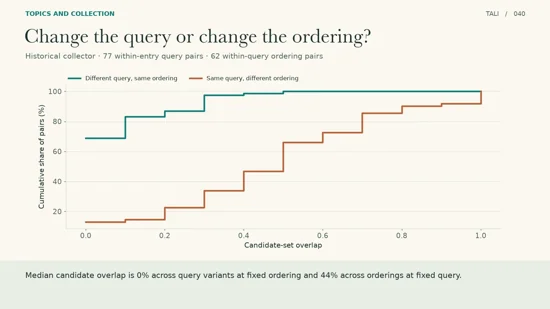 TOPICS AND COLLECTION
TALI / 040
Change the query or change the ordering?
Historical collector · 77 within-entry query pairs · 62 within-query ordering pairs
Different query, same ordering
Same query, different ordering
Cumulative share of pairs (%)
100
80
60
40
20
0.0 0.2 0.4 0.6 0.8 1.0
Candidate-set overlap
Median candidate overlap is 0% across query variants at fixed ordering and 44% across orderings at fixed query.